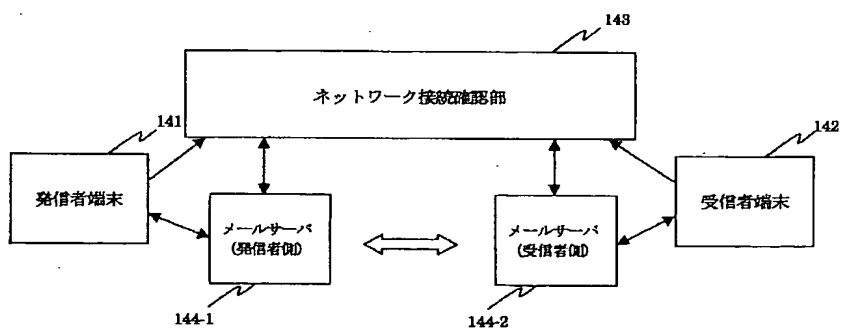 143
ネットワーク接続確認部
141
142
発信者端末
受信者端末
メールサーバ
(発信者側)
メールサーバ
(受信者側)
144-1
144-2